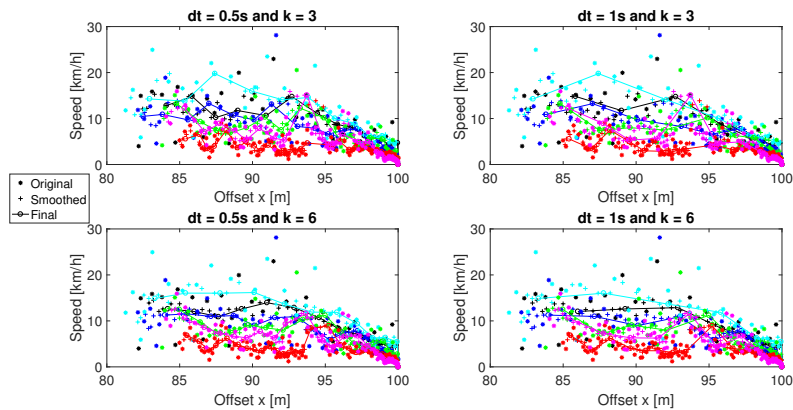 dt = 0.5s and k = 3
Speed [km/h]
30
20
10
0
80 85 90 95 100
Offset x [m]
dt = 1s and k = 3
Speed [km/h]
30
20
10
0
80 85 90 95 100
Offset x [m]
Original
Smoothed
Final
dt = 0.5s and k = 6
Speed [km/h]
30
20
10
0
80 85 90 95 100
Offset x [m]
dt = 1s and k = 6
Speed [km/h]
30
20
10
0
80 85 90 95 100
Offset x [m]